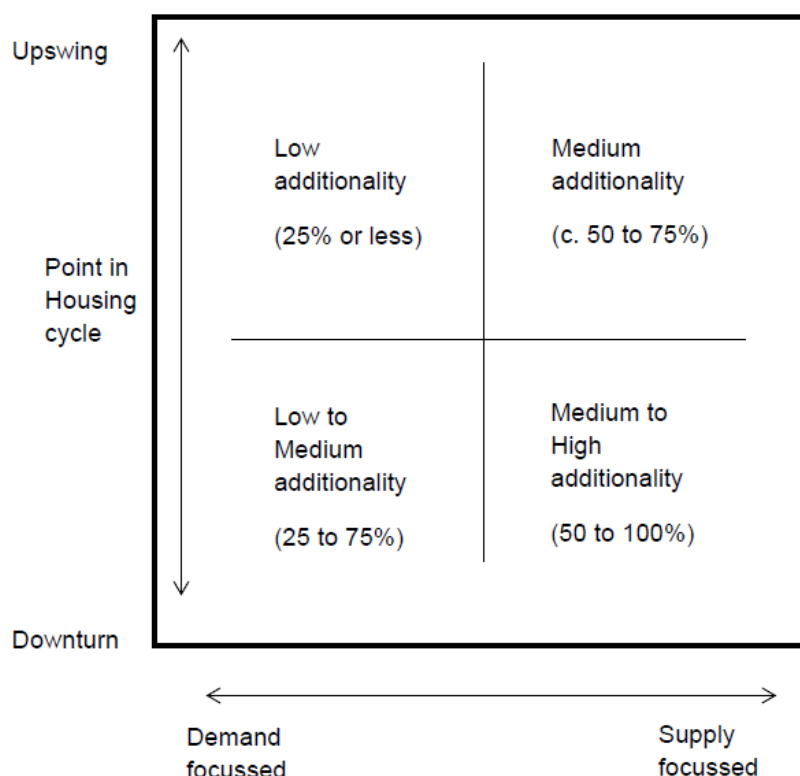 Upswing
Low
additionality
(25% or less)
Medium
additionality
(c. 50 to 75%)
Point in
Housing
cycle
Low to
Medium
additionality
(25 to 75%)
Medium to
High
additionality
(50 to 100%)
Downturn
Demand
focussed
Supply
focussed